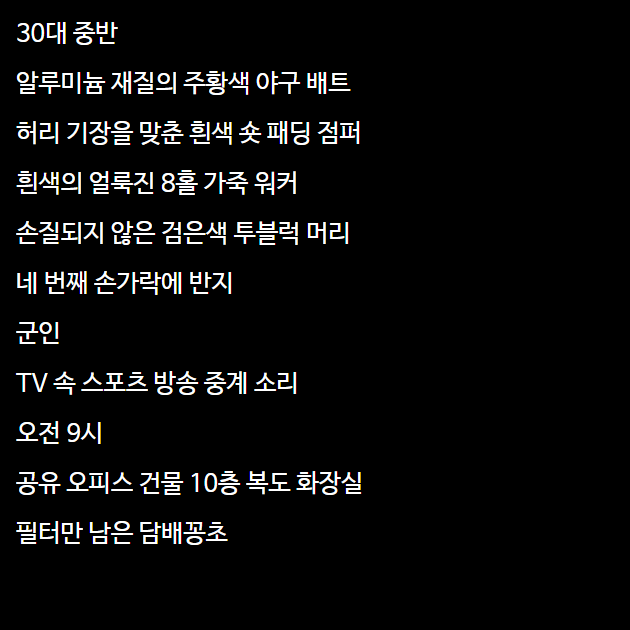 30대 중반
알루미늄 재질의 주황색 야구 배트
허리 기장을 맞춘 흰색 숏 패딩 점퍼
흰색의 얼룩진 8홀 가죽 워커
손질되지 않은 검은색 투블럭 머리
네 번째 손가락에 반지
군인
TV 속 스포츠 방송 중계 소리
오전 9시
공유 오피스 건물 10층 복도 화장실
필터만 남은 담배꽁초